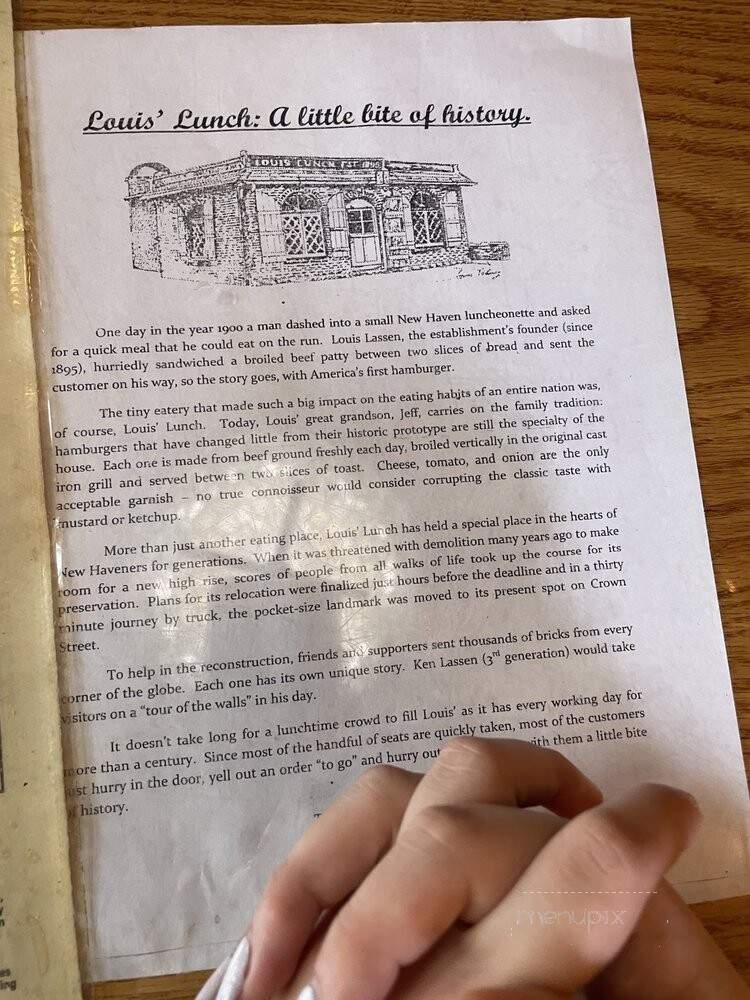 Louis' Lunch: A little bite of history.
LOUIS LUNCH EST 1895
One day in the year 1900 a man dashed into a small New Haven luncheonette and asked
for a quick meal that he could eat on the run. Louis Lassen, the establishment's founder (since
1895), hurriedly sandwiched a broiled beef patty between two slices of bread and sent the
customer on his way, so the story goes, with America's first hamburger.
The tiny eatery that made such a big impact on the eating habits of an entire nation was,
of course, Louis' Lunch. Today, Louis' great grandson, Jeff, carries on the family tradition:
hamburgers that have changed little from their historic prototype are still the specialty of the
house. Each one is made from beef ground freshly each day, broiled vertically in the original cast
iron grill and served between two slices of toast. Cheese, tomato, and onion are the only
acceptable garnish – no true connoisseur would consider corrupting the classic taste with
mustard or ketchup.
More than just another eating place, Louis' Lunch has held a special place in the hearts of
New Haveners for generations. When it was threatened with demolition many years ago to make
room for a new high rise, scores of people from all walks of life took up the course for its
preservation. Plans for its relocation were finalized just hours before the deadline and in a thirty
minute journey by truck, the pocket-size landmark was moved to its present spot on Crown
Street.
To help in the reconstruction, friends and supporters sent thousands of bricks from every
corner of the globe. Each one has its own unique story. Ken Lassen (3rd generation) would take
visitors on a "tour of the walls" in his day.
It doesn't take long for a lunchtime crowd to fill Louis' as it has every working day for
more than a century. Since most of the handful of seats are quickly taken, most of the customers
just hurry in the door, yell out an order "to go" and hurry out with them a little bite
of history.
menupix